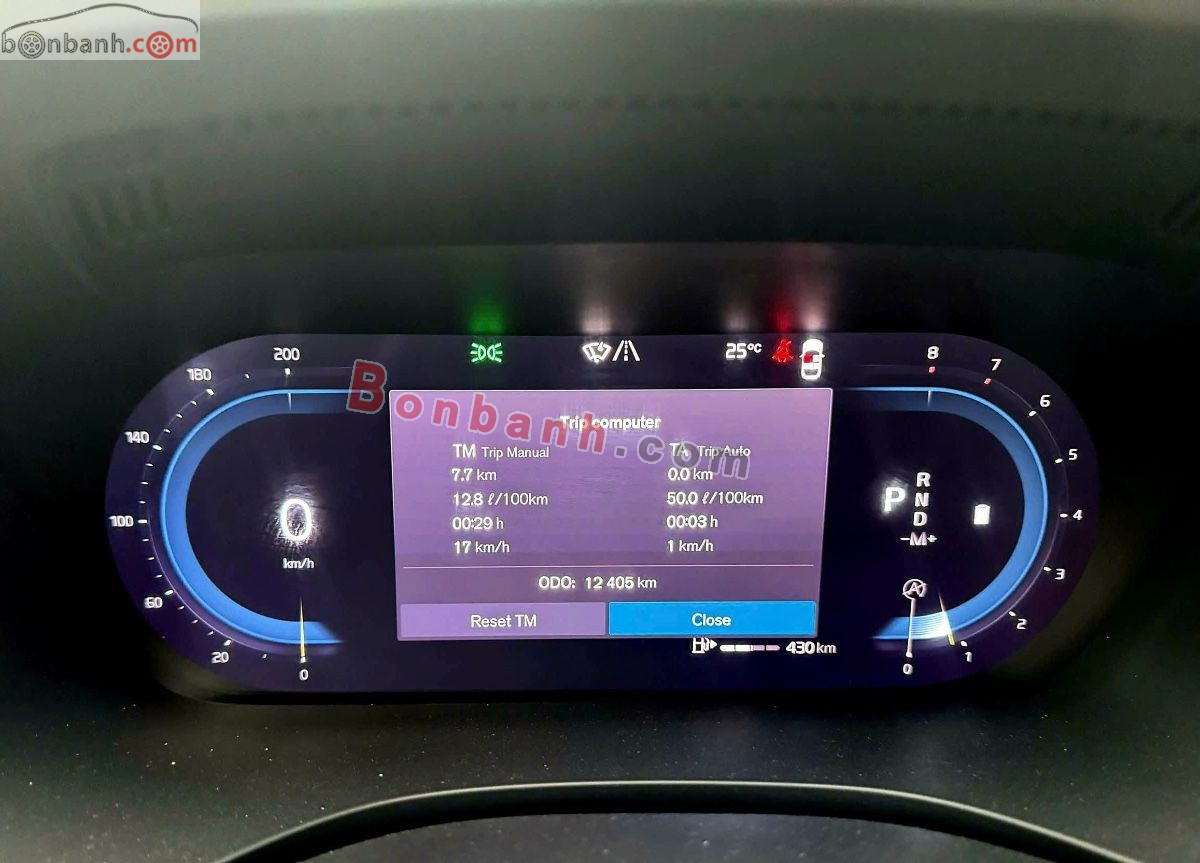 bonbanh.com
200
25°C
8
180
7
Bonbanh.com
6
Trip computer
140
TM Trip Manual
TA Trip Auto
5
7.7 km
0.0 km
R
12.8 ℓ/100km
50.0 ℓ/100km
P
N
100
0
00:29 h
00:03 h
D
4
17 km/h
1 km/h
-M+
km/h
3
ODO: 12 405 km
A
60
Reset TM
Close
2
20
430 km
1
0
0